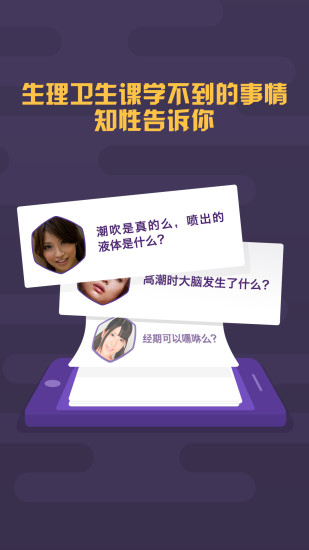 生理卫生课学不到的事情
知性告诉你
潮吹是真的么，喷出的
液体是什么？
高潮时大脑发生了什么？
经期可以嘿咻么？